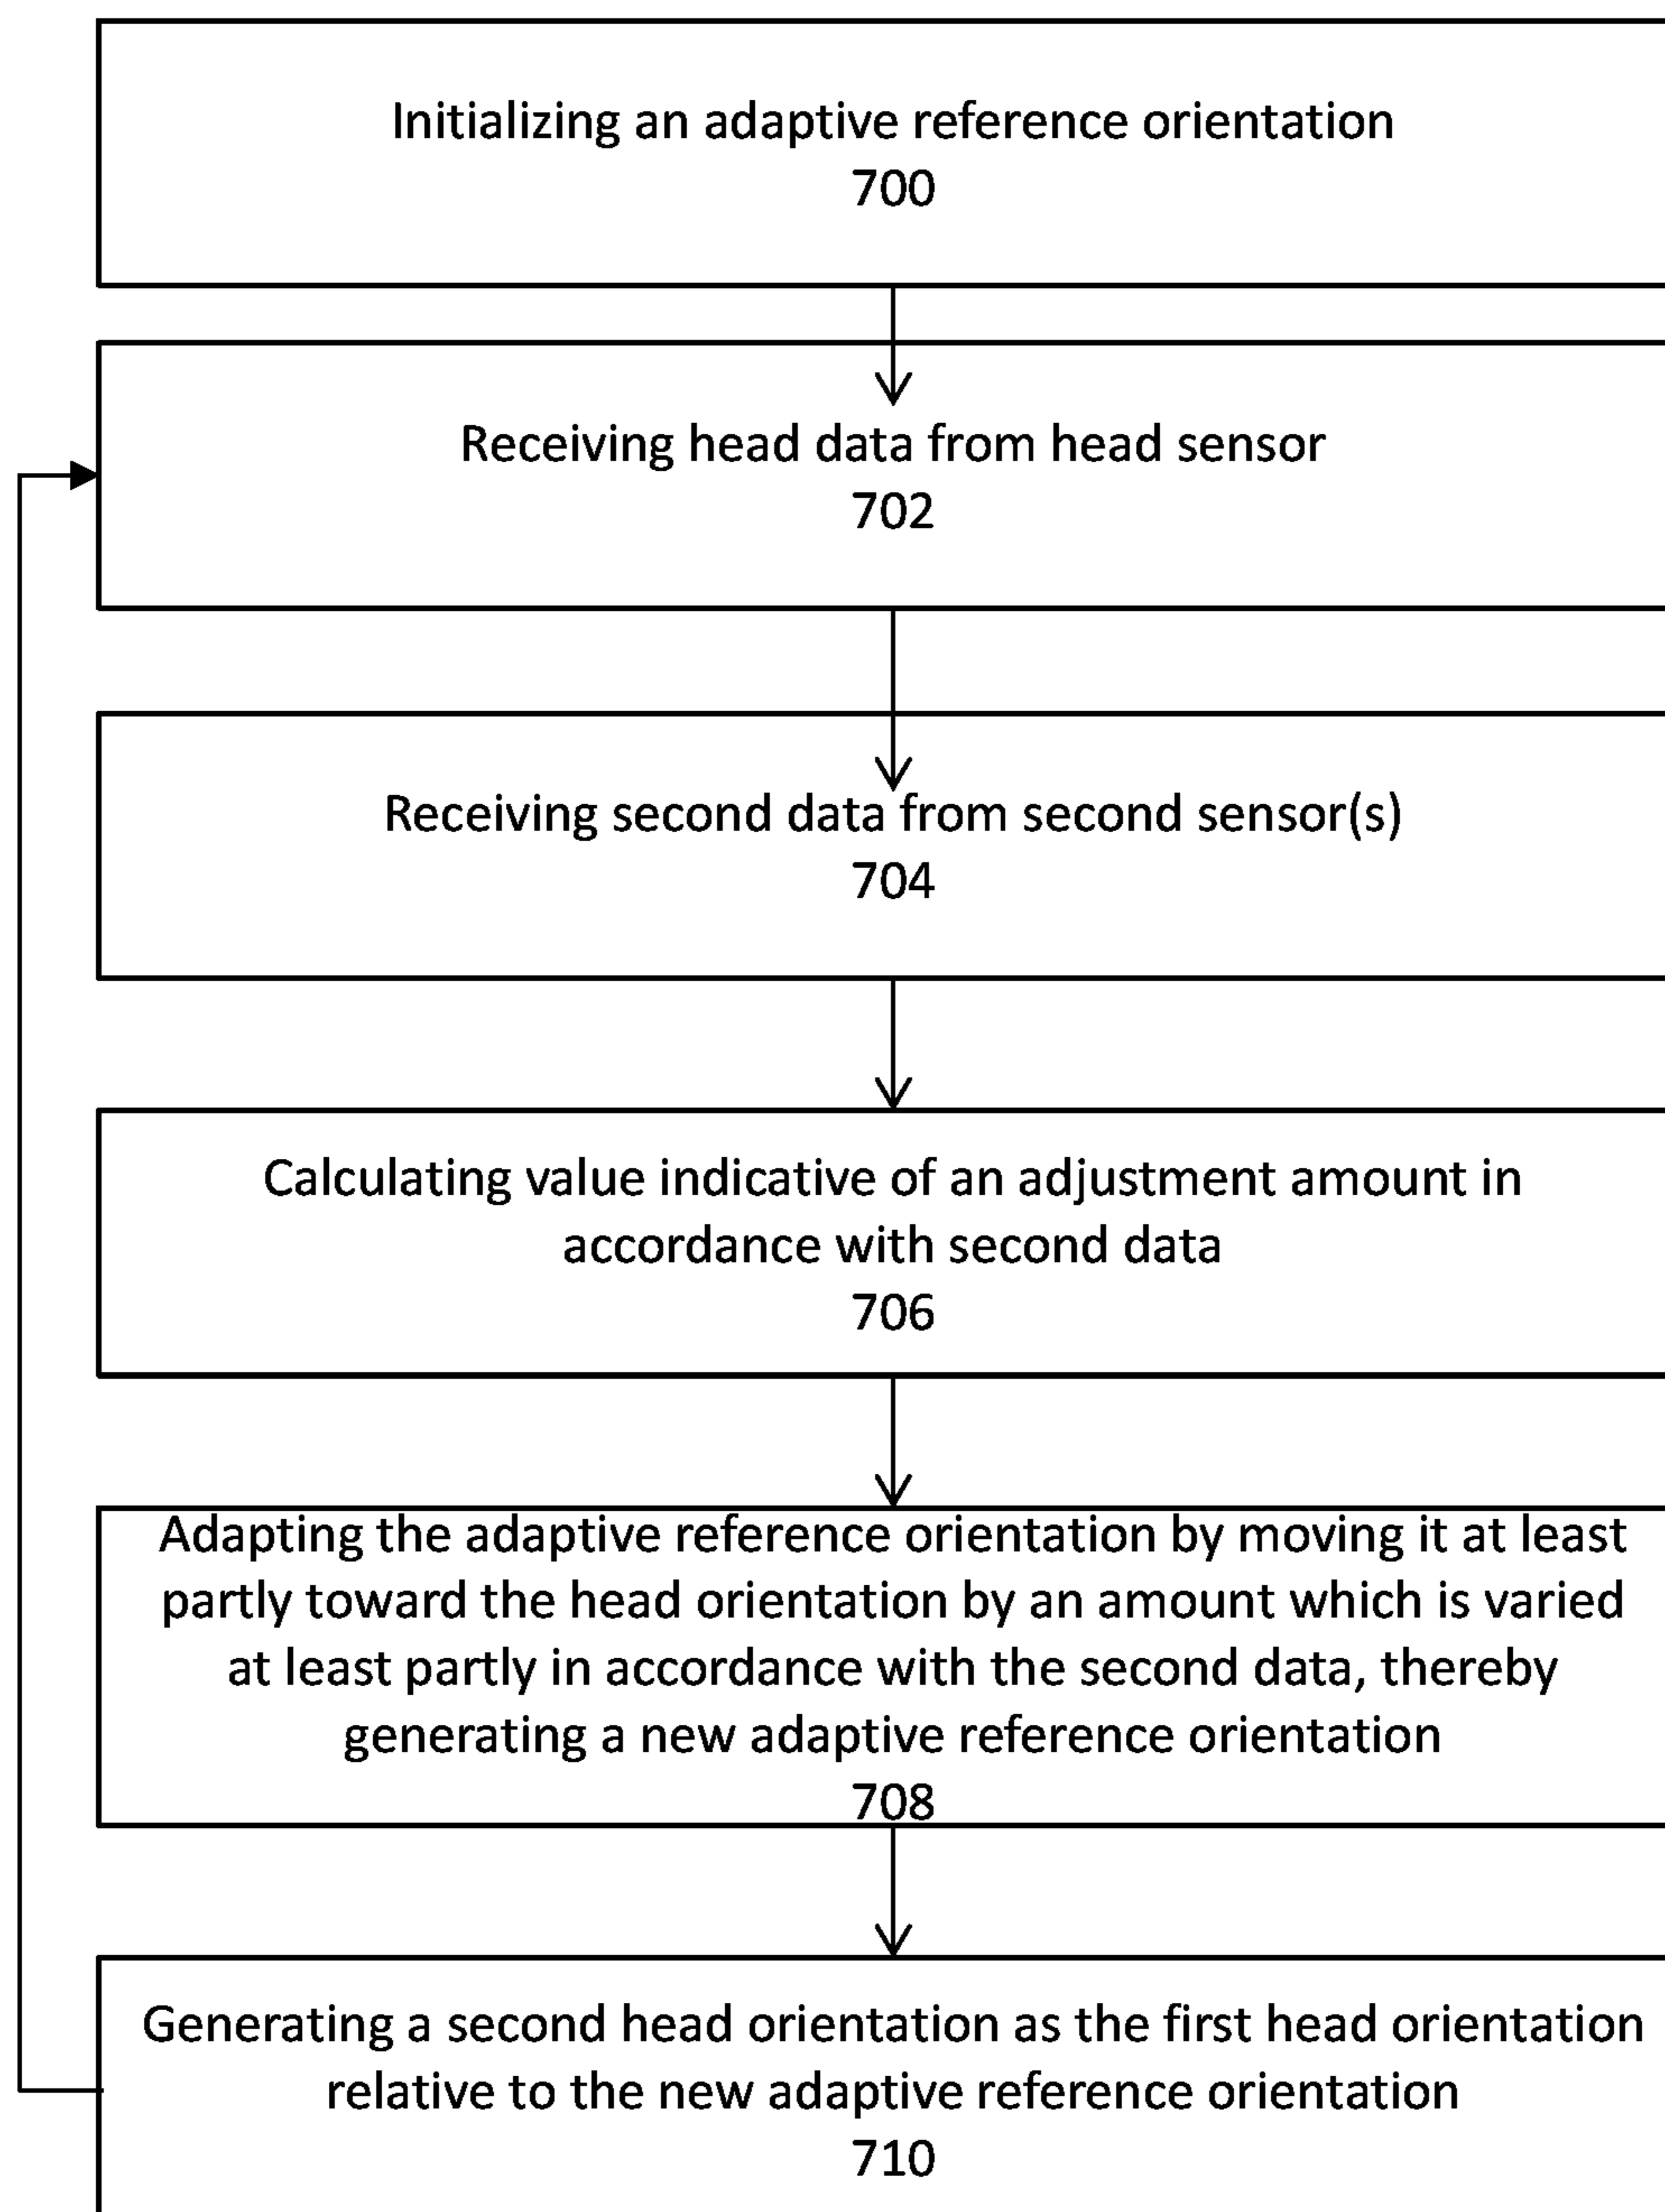 Initializing an adaptive reference orientation
700
Receiving head data from head sensor
702
Receiving second data from second sensor(s)
704
Calculating value indicative of an adjustment amount in
accordance with second data
706
Adapting the adaptive reference orientation by moving it at least
partly toward the head orientation by an amount which is varied
at least partly in accordance with the second data, thereby
generating a new adaptive reference orientation
708
Generating a second head orientation as the first head orientation
relative to the new adaptive reference orientation
710